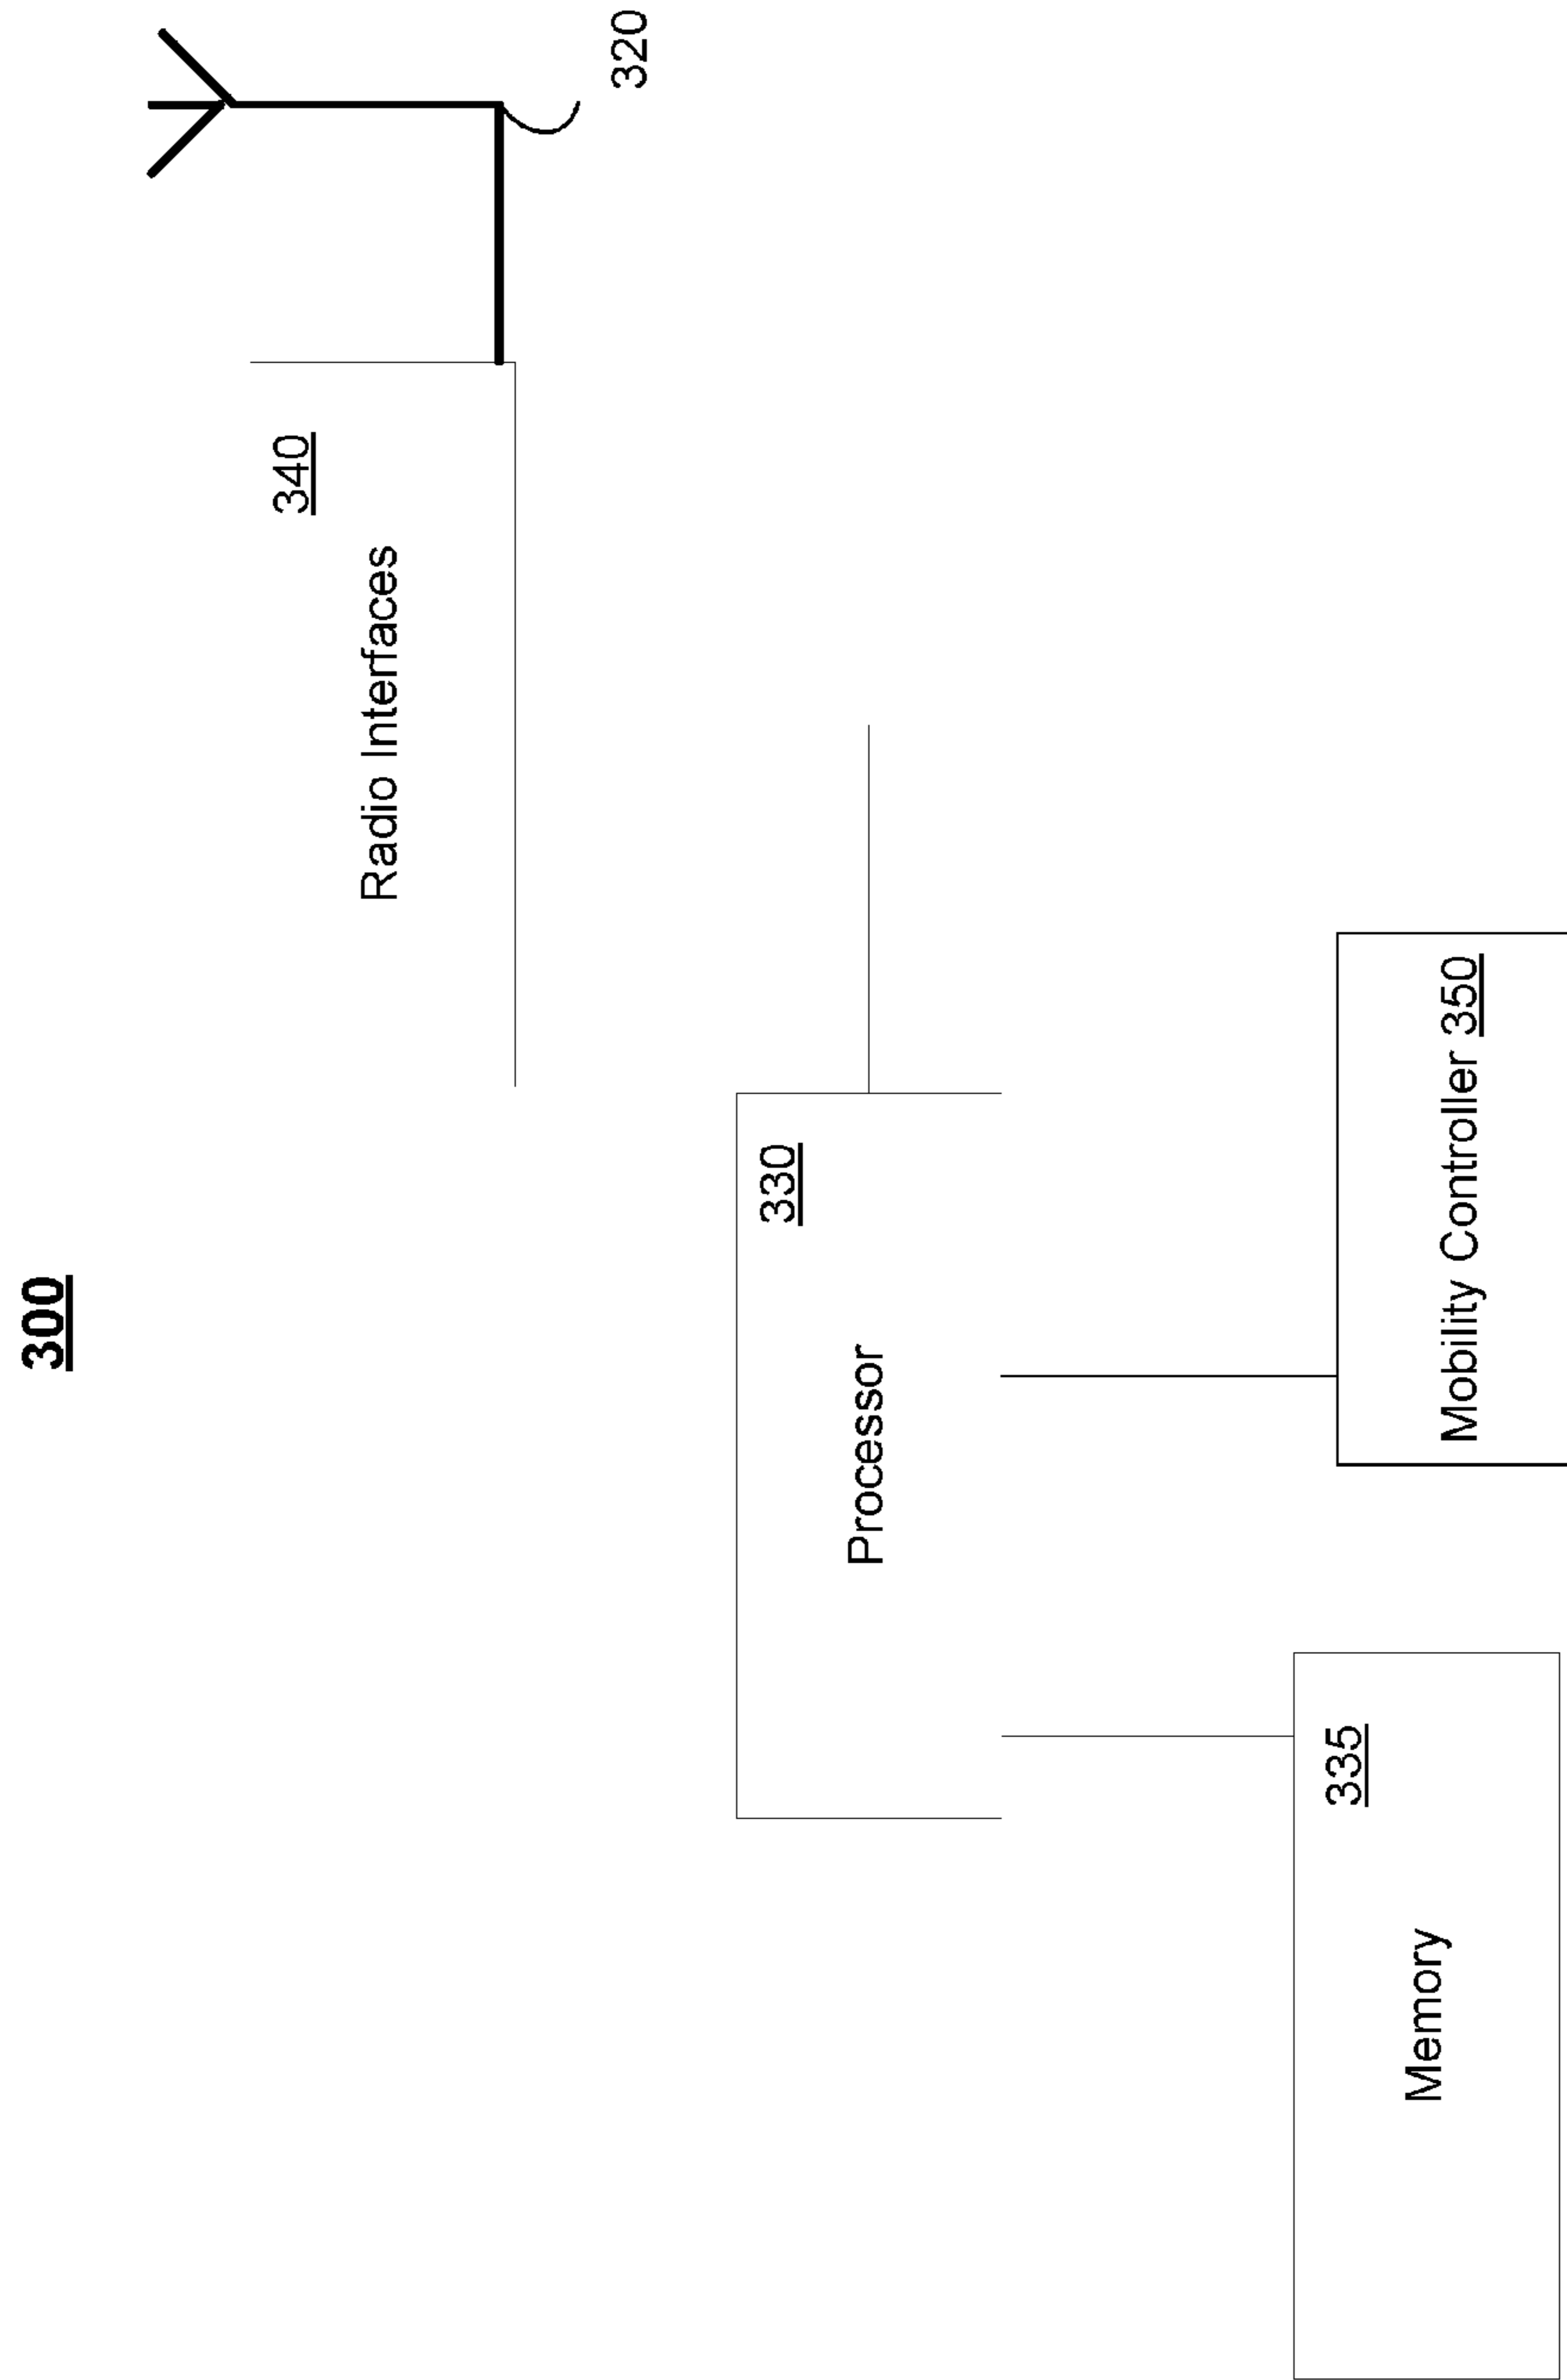 300
320
340
Radio Interfaces
330
Processor
Mobility Controller 350
335
Memory